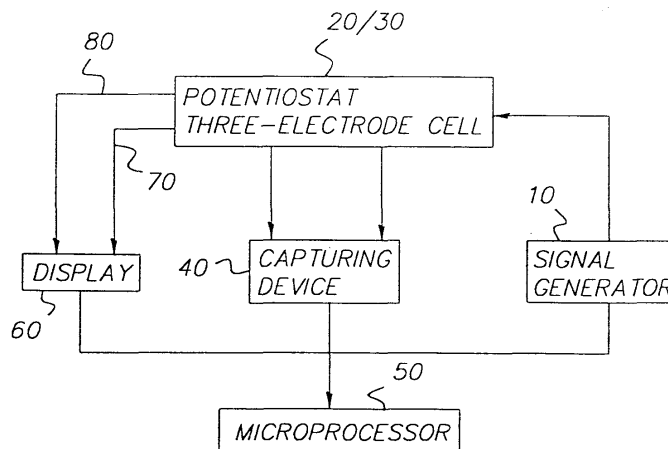 80
20/30
POTENTIOSTAT
THREE-ELECTRODE CELL
70
10
DISPLAY
60
40
CAPTURING
DEVICE
SIGNAL
GENERATOR
50
MICROPROCESSOR